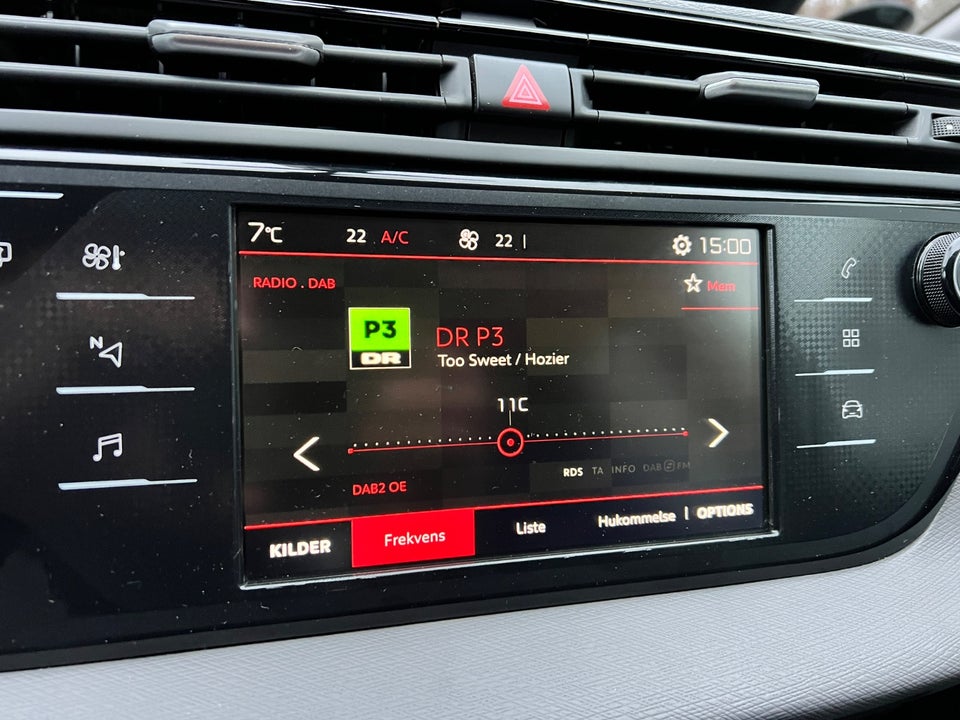 7°C 22 A/C 22 15:00
RADIO . DAB Mem
P3
DR
DR P3
Too Sweet / Hozier
11C
N
RDS TA INFO DAB FM
DAB2 OE
KILDER Frekvens Liste Hukommelse OPTIONS